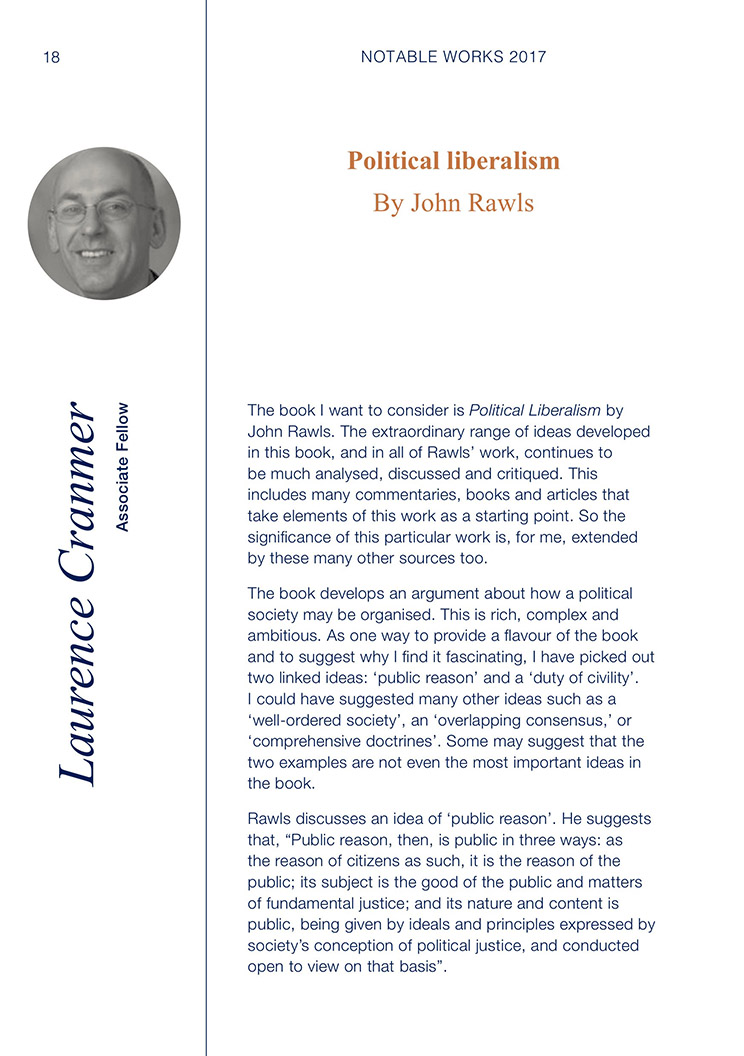 18
NOTABLE WORKS 2017
Political liberalism
By John Rawls
Laurence Cranmer
Associate Fellow
The book I want to consider is Political Liberalism by
John Rawls. The extraordinary range of ideas developed
in this book, and in all of Rawls’ work, continues to
be much analysed, discussed and critiqued. This
includes many commentaries, books and articles that
take elements of this work as a starting point. So the
significance of this particular work is, for me, extended
by these many other sources too.
The book develops an argument about how a political
society may be organised. This is rich, complex and
ambitious. As one way to provide a flavour of the book
and to suggest why I find it fascinating, I have picked out
two linked ideas: ‘public reason’ and a ‘duty of civility’.
I could have suggested many other ideas such as a
‘well-ordered society’, an ‘overlapping consensus,’ or
‘comprehensive doctrines’. Some may suggest that the
two examples are not even the most important ideas in
the book.
Rawls discusses an idea of ‘public reason’. He suggests
that, “Public reason, then, is public in three ways: as
the reason of citizens as such, it is the reason of the
public; its subject is the good of the public and matters
of fundamental justice; and its nature and content is
public, being given by ideals and principles expressed by
society’s conception of political justice, and conducted
open to view on that basis”.